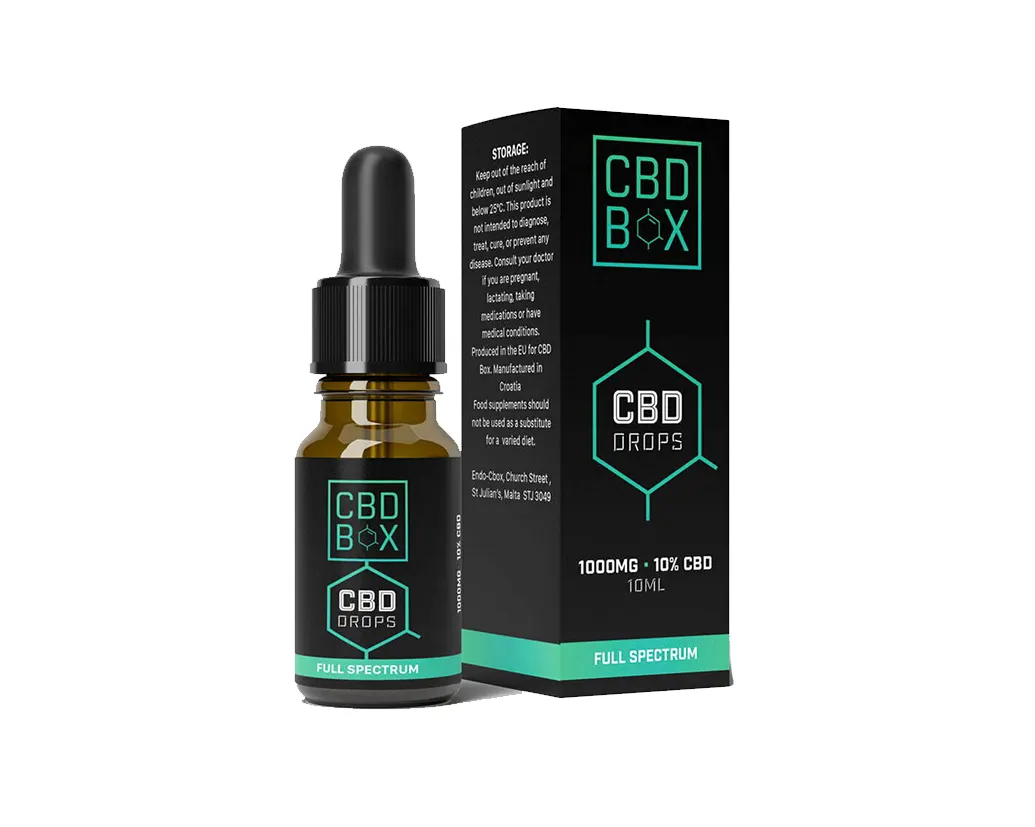 STORAGE:
Keep out of the reach of
children, out of sunlight and
below 25°C. This product is
not intended to diagnose,
treat, cure, or prevent any
disease. Consult your doctor
if you are pregnant,
lactating, taking
medications or have
medical conditions.
Produced in the EU for CBD
Box. Manufactured in
Croatia
Food supplements should
not be used as a substitute
for a varied diet.
Endo-Cbox, Church Street ,
St Julian's, Malta STJ 3049
CBD
BOX
CBD
DROPS
1000MG · 10% CBD
10ML
FULL SPECTRUM
CBD
BOX
CBD
DROPS
FULL SPECTRUM
1000MG · 10% CBD